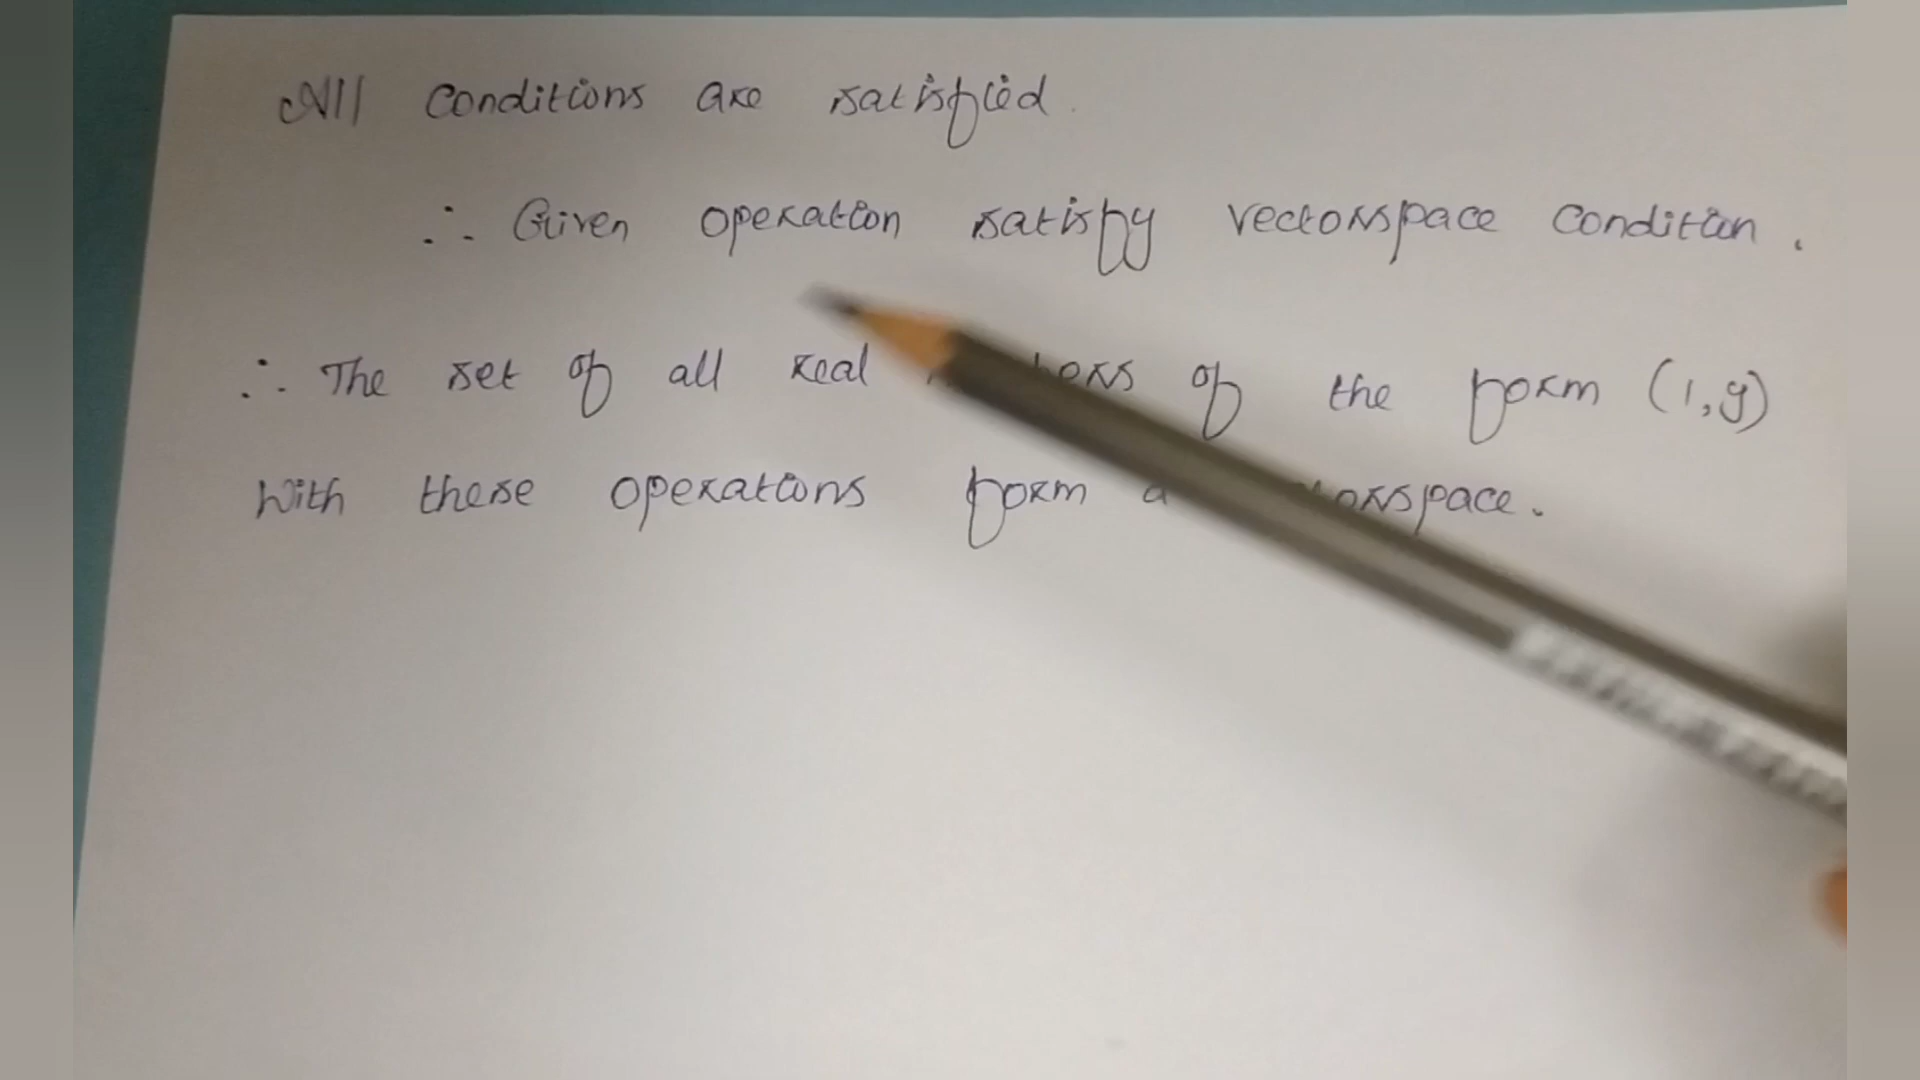 All conditions are satisfied.
∴ Given operation satisfy vectorspace condition.
∴ The set of all real of the form (1,y)
With these operations form a